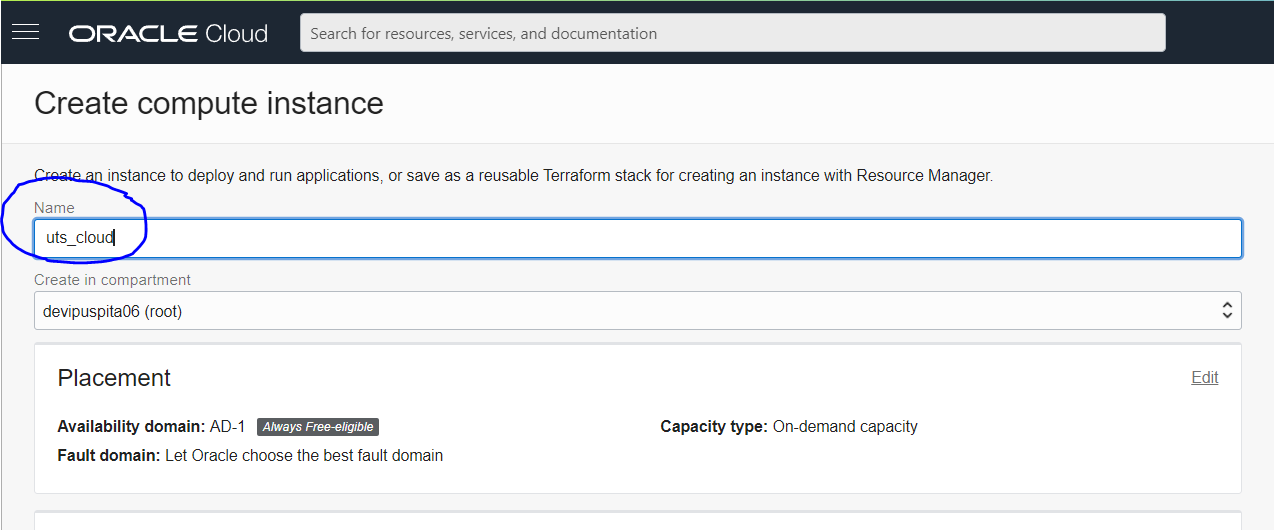 ORACLE Cloud
Search for resources, services, and documentation
Create compute instance
Create an instance to deploy and run applications, or save as a reusable Terraform stack for creating an instance with Resource Manager.
Name
uts_cloud
Create in compartment
devipuspita06 (root)
Placement
Edit
Availability domain: AD-1 Always Free-eligible
Capacity type: On-demand capacity
Fault domain: Let Oracle choose the best fault domain